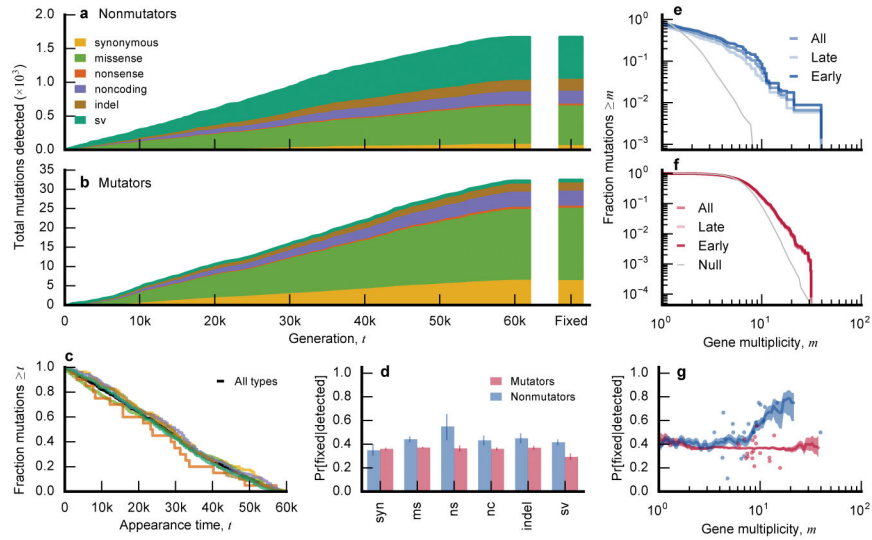 a Nonmutators
synonymous
missense
nonsense
noncoding
indel
sv
2.0
1.5
1.0
0.5
0.0
b Mutators
35
30
25
20
15
10
5
0
Total mutations detected (×10³)
0 10k 20k 30k 40k 50k 60k Fixed
Generation, t
e
All
Late
Early
10⁰
10⁻¹
10⁻²
10⁻³
f
All
Late
Early
Null
10⁰
10⁻¹
10⁻²
10⁻³
10⁻⁴
Fraction mutations ≥ m
10⁰ 10¹ 10²
Gene multiplicity, m
c
All types
1.0
0.8
0.6
0.4
0.2
0.0
Fraction mutations ≥ t
0 10k 20k 30k 40k 50k 60k
Appearance time, t
d
Mutators
Nonmutators
1.0
0.8
0.6
0.4
0.2
0.0
Pr[fixed|detected]
syn ms ns nc indel sv
g
1.0
0.8
0.6
0.4
0.2
0.0
Pr[fixed|detected]
10⁰ 10¹ 10²
Gene multiplicity, m